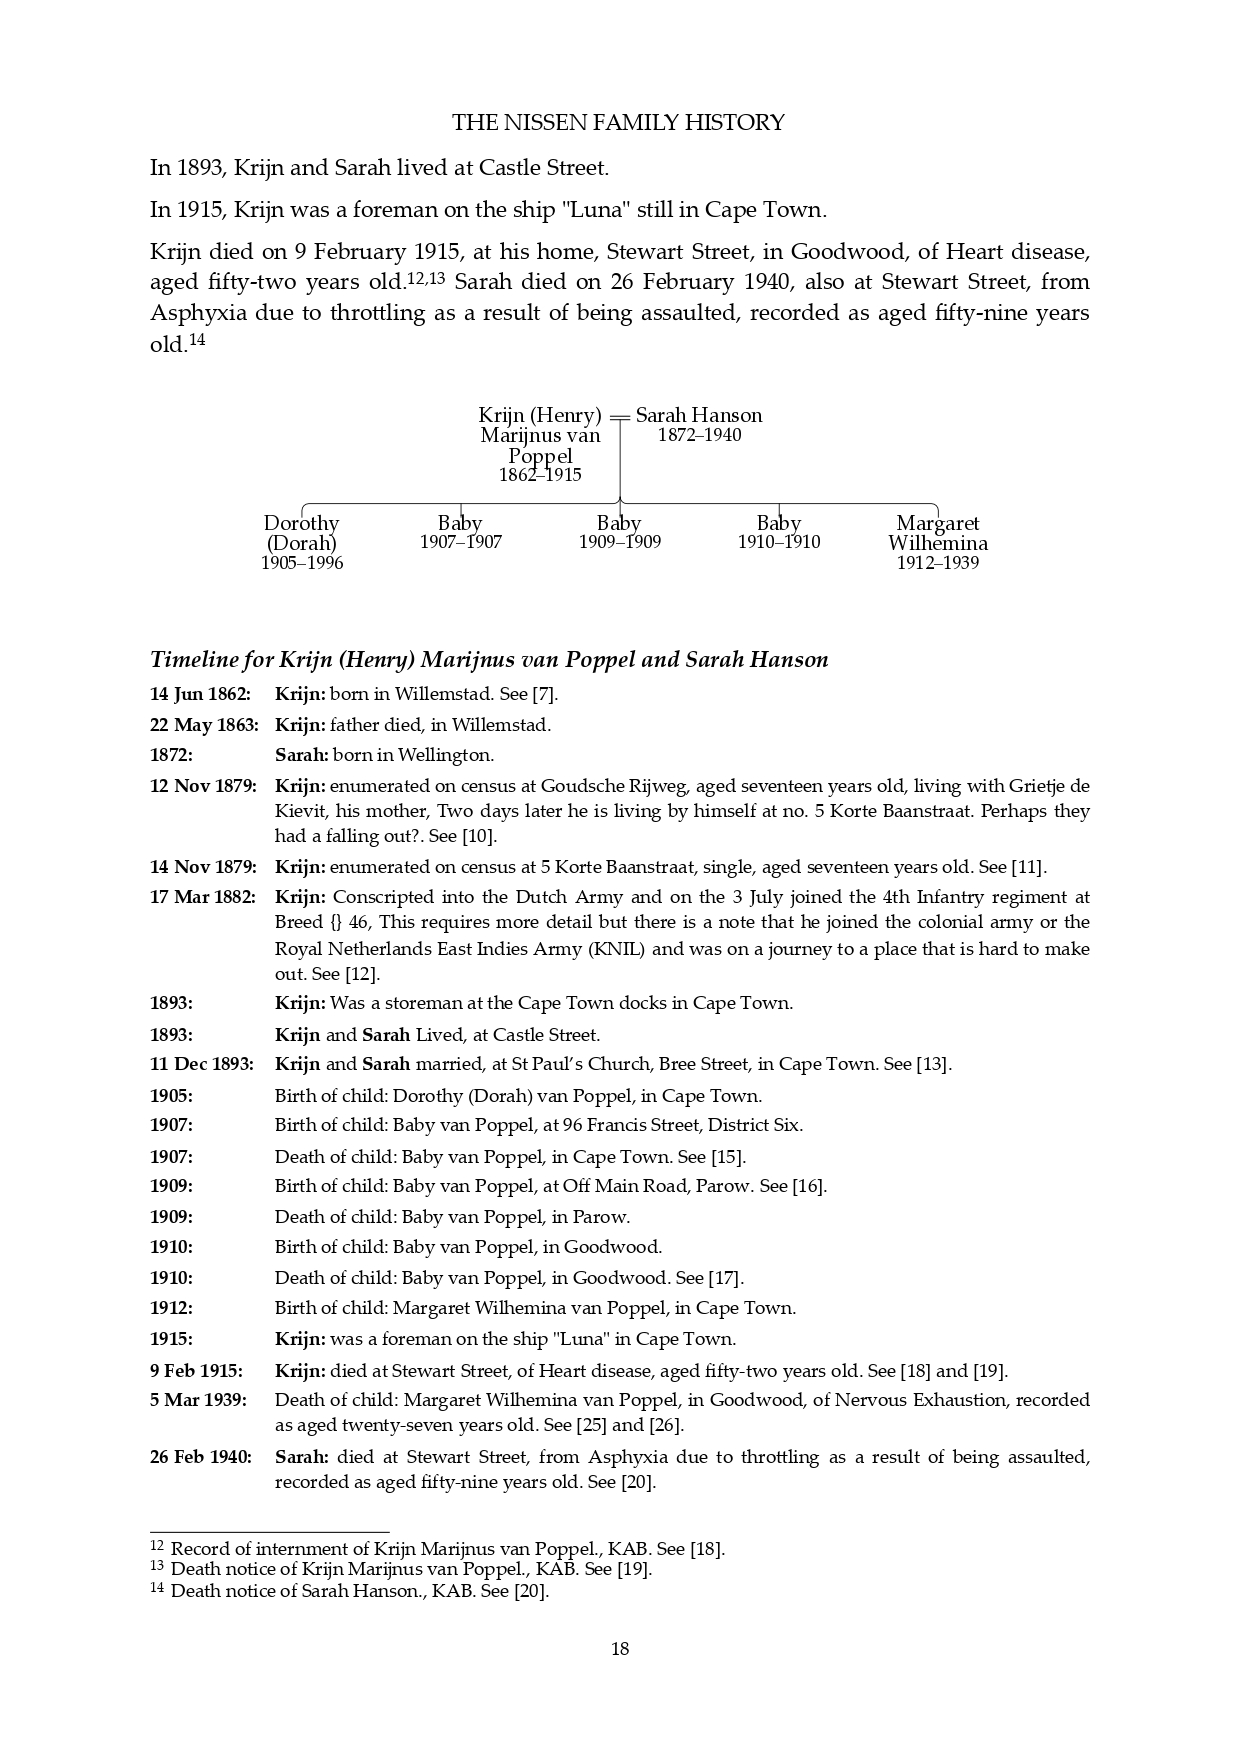 THE NISSEN FAMILY HISTORY
In 1893, Krijn and Sarah lived at Castle Street.
In 1915, Krijn was a foreman on the ship "Luna" still in Cape Town.
Krijn died on 9 February 1915, at his home, Stewart Street, in Goodwood, of Heart disease,
aged fifty-two years old.12,13 Sarah died on 26 February 1940, also at Stewart Street, from
Asphyxia due to throttling as a result of being assaulted, recorded as aged fifty-nine years
old.14
Krijn (Henry)
Marijnus van
Poppel
1862–1915
Sarah Hanson
1872–1940
Dorothy
(Dorah)
1905–1996
Baby
1907–1907
Baby
1909–1909
Baby
1910–1910
Margaret
Wilhemina
1912–1939
Timeline for Krijn (Henry) Marijnus van Poppel and Sarah Hanson
14 Jun 1862: Krijn: born in Willemstad. See [7].
22 May 1863: Krijn: father died, in Willemstad.
1872: Sarah: born in Wellington.
12 Nov 1879: Krijn: enumerated on census at Goudsche Rijweg, aged seventeen years old, living with Grietje de
Kievit, his mother, Two days later he is living by himself at no. 5 Korte Baanstraat. Perhaps they
had a falling out?. See [10].
14 Nov 1879: Krijn: enumerated on census at 5 Korte Baanstraat, single, aged seventeen years old. See [11].
17 Mar 1882: Krijn: Conscripted into the Dutch Army and on the 3 July joined the 4th Infantry regiment at
Breed {} 46, This requires more detail but there is a note that he joined the colonial army or the
Royal Netherlands East Indies Army (KNIL) and was on a journey to a place that is hard to make
out. See [12].
1893: Krijn: Was a storeman at the Cape Town docks in Cape Town.
1893: Krijn and Sarah Lived, at Castle Street.
11 Dec 1893: Krijn and Sarah married, at St Paul's Church, Bree Street, in Cape Town. See [13].
1905: Birth of child: Dorothy (Dorah) van Poppel, in Cape Town.
1907: Birth of child: Baby van Poppel, at 96 Francis Street, District Six.
1907: Death of child: Baby van Poppel, in Cape Town. See [15].
1909: Birth of child: Baby van Poppel, at Off Main Road, Parow. See [16].
1909: Death of child: Baby van Poppel, in Parow.
1910: Birth of child: Baby van Poppel, in Goodwood.
1910: Death of child: Baby van Poppel, in Goodwood. See [17].
1912: Birth of child: Margaret Wilhemina van Poppel, in Cape Town.
1915: Krijn: was a foreman on the ship "Luna" in Cape Town.
9 Feb 1915: Krijn: died at Stewart Street, of Heart disease, aged fifty-two years old. See [18] and [19].
5 Mar 1939: Death of child: Margaret Wilhemina van Poppel, in Goodwood, of Nervous Exhaustion, recorded
as aged twenty-seven years old. See [25] and [26].
26 Feb 1940: Sarah: died at Stewart Street, from Asphyxia due to throttling as a result of being assaulted,
recorded as aged fifty-nine years old. See [20].
12 Record of internment of Krijn Marijnus van Poppel., KAB. See [18].
13 Death notice of Krijn Marijnus van Poppel., KAB. See [19].
14 Death notice of Sarah Hanson., KAB. See [20].
18